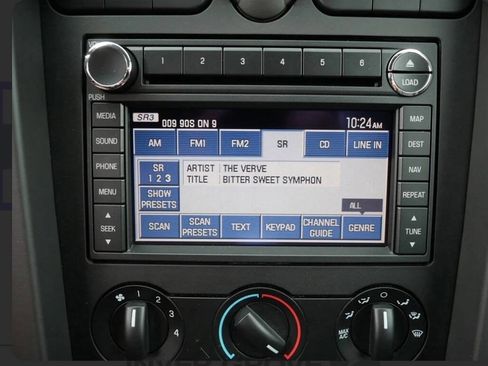 1 2 3 4 5 6
LOAD
PUSH
MEDIA
SOUND
PHONE
MENU
SEEK
SR3 009 90S ON 9 10:24AM
AM FM1 FM2 SR CD LINE IN
SR
1 2 3
ARTIST THE VERVE
TITLE BITTER SWEET SYMPHON
SHOW
PRESETS
ALL
SCAN
SCAN
PRESETS
TEXT
KEYPAD
CHANNEL
GUIDE
GENRE
MAP
DEST
NAV
REPEAT
TUNE
1
2
3
4
MAX
A/C
A/C